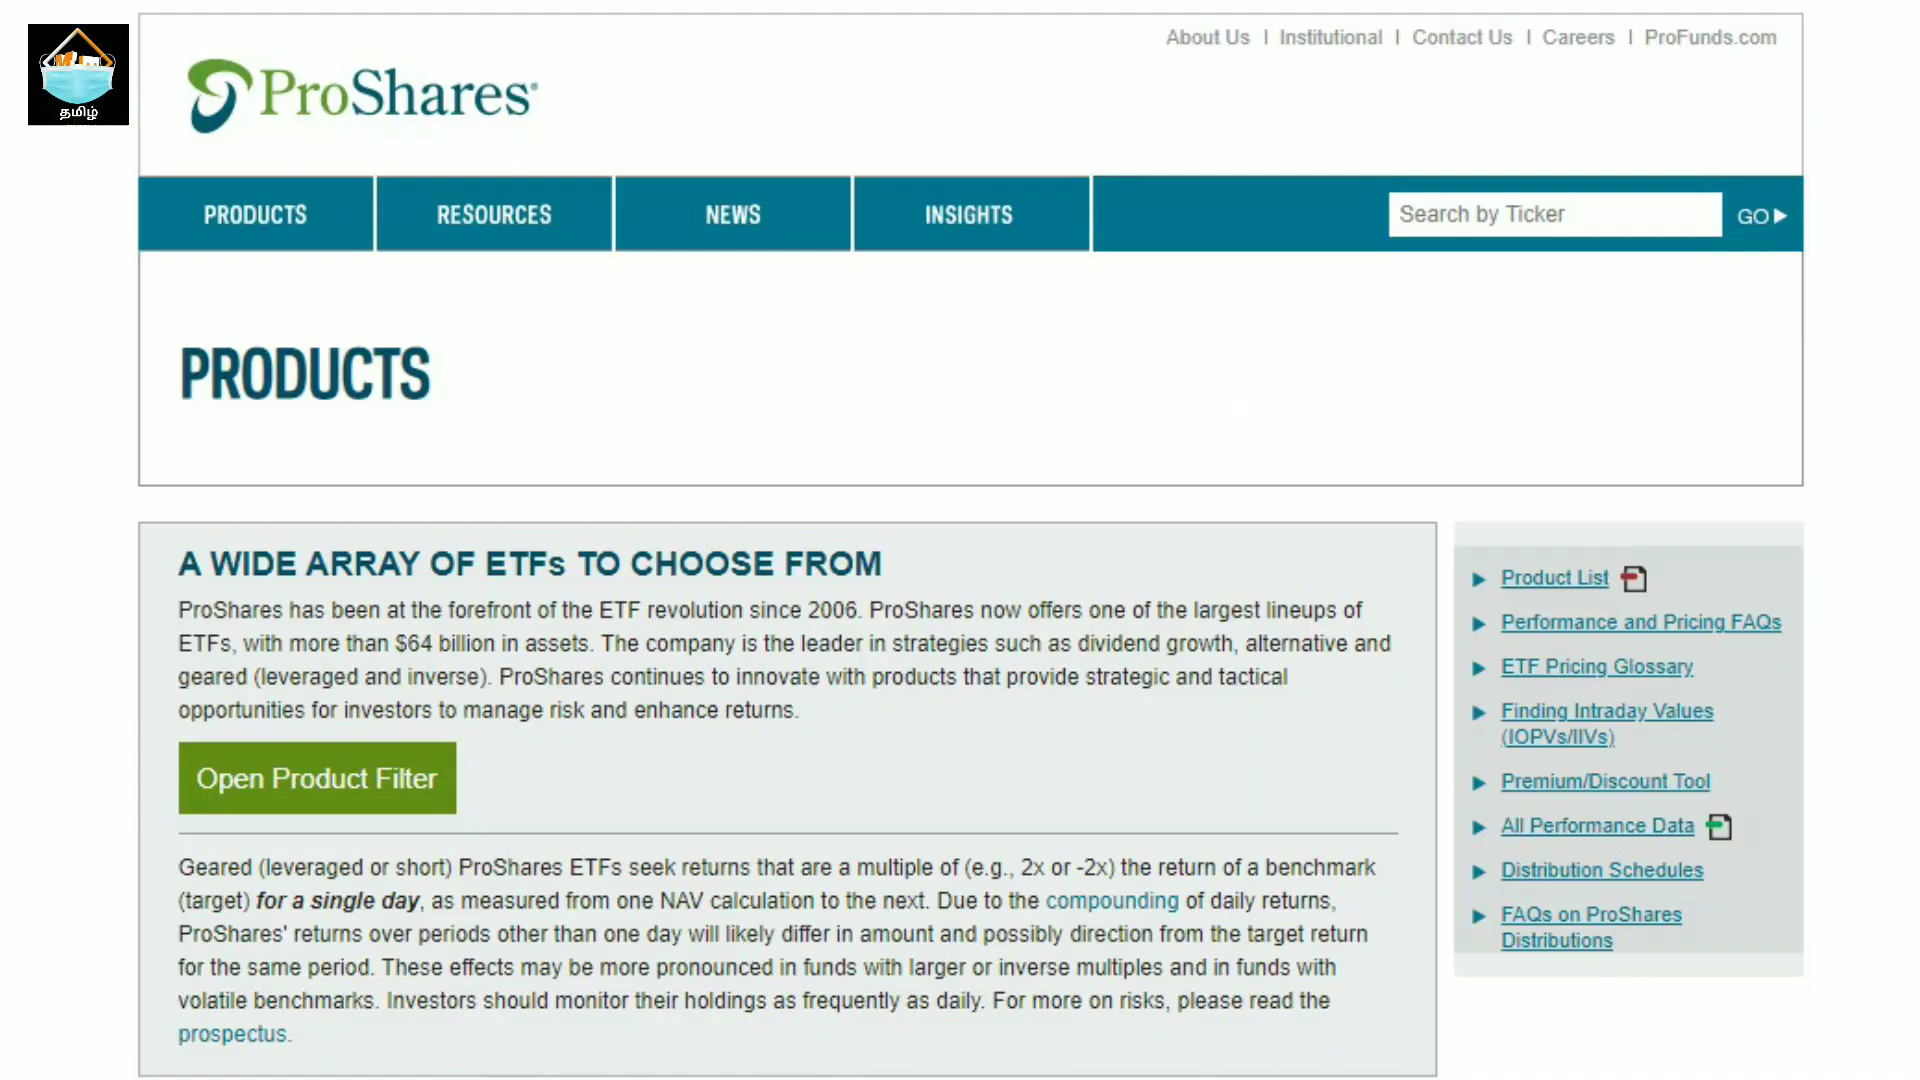 தமிழ்
About Us | Institutional | Contact Us | Careers | ProFunds.com
ProShares®
PRODUCTS RESOURCES NEWS INSIGHTS Search by Ticker GO
PRODUCTS
A WIDE ARRAY OF ETFs TO CHOOSE FROM
ProShares has been at the forefront of the ETF revolution since 2006. ProShares now offers one of the largest lineups of
ETFs, with more than $64 billion in assets. The company is the leader in strategies such as dividend growth, alternative and
geared (leveraged and inverse). ProShares continues to innovate with products that provide strategic and tactical
opportunities for investors to manage risk and enhance returns.
Open Product Filter
Geared (leveraged or short) ProShares ETFs seek returns that are a multiple of (e.g., 2x or -2x) the return of a benchmark
(target) for a single day, as measured from one NAV calculation to the next. Due to the compounding of daily returns,
ProShares' returns over periods other than one day will likely differ in amount and possibly direction from the target return
for the same period. These effects may be more pronounced in funds with larger or inverse multiples and in funds with
volatile benchmarks. Investors should monitor their holdings as frequently as daily. For more on risks, please read the
prospectus.
Product List
Performance and Pricing FAQs
ETF Pricing Glossary
Finding Intraday Values
(IOPVs/IIVs)
Premium/Discount Tool
All Performance Data
Distribution Schedules
FAQs on ProShares
Distributions